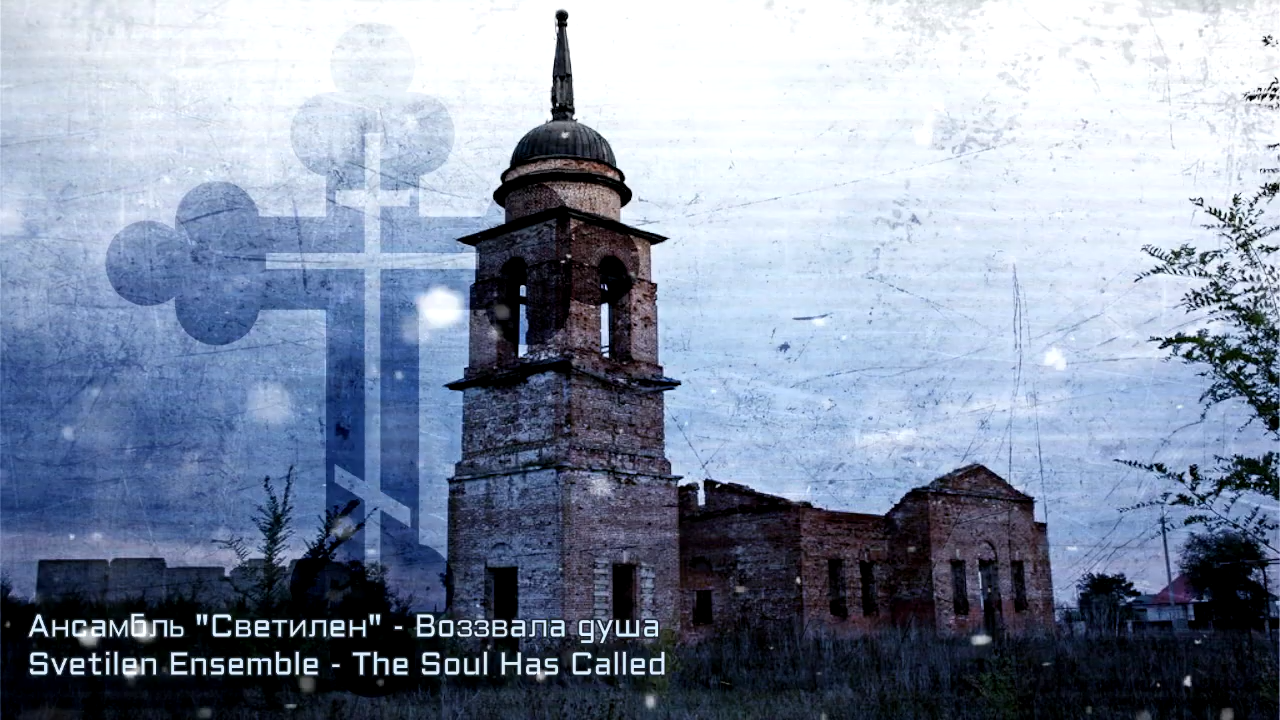 Ансамбль "Светилен" - Воззвала душа
Svetilen Ensemble - The Soul Has Called